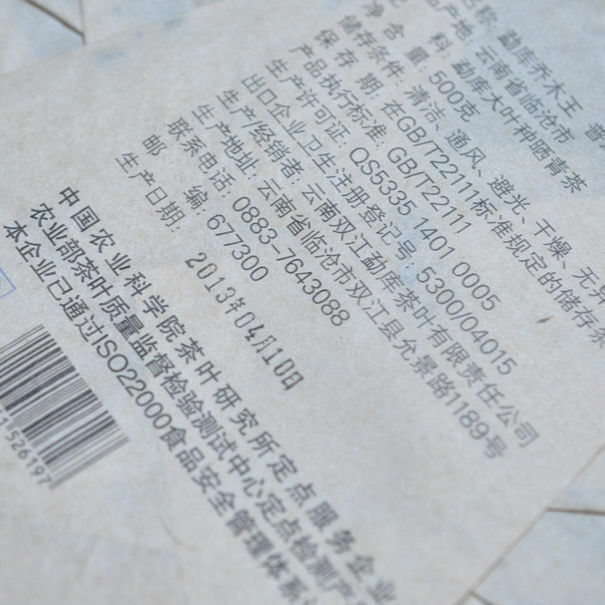 名称: 勐库乔木王 普
品产地: 云南省临沧市
料: 勐库大叶种晒青茶
净含量: 500克
储存条件: 清洁、通风、避光、干燥、无异
保存期: 在GB/T22111标准规定的储存条
产品执行标准: GB/T22111
生产许可证: QS5335 1401 0005
出口企业卫生注册登记号: 5300/04015
生产/经销者: 云南双江勐库茶叶有限责任公司
生产地址: 云南省临沧市双江县允景路1189号
联系电话: 0883-7643088
邮编: 677300
生产日期: 2013年04月10日
中国农业科学院茶叶研究所定点服务企业
农业部茶叶质量监督检验测试中心定点检测产
本企业已通过ISO22000食品安全管理体系
1526197